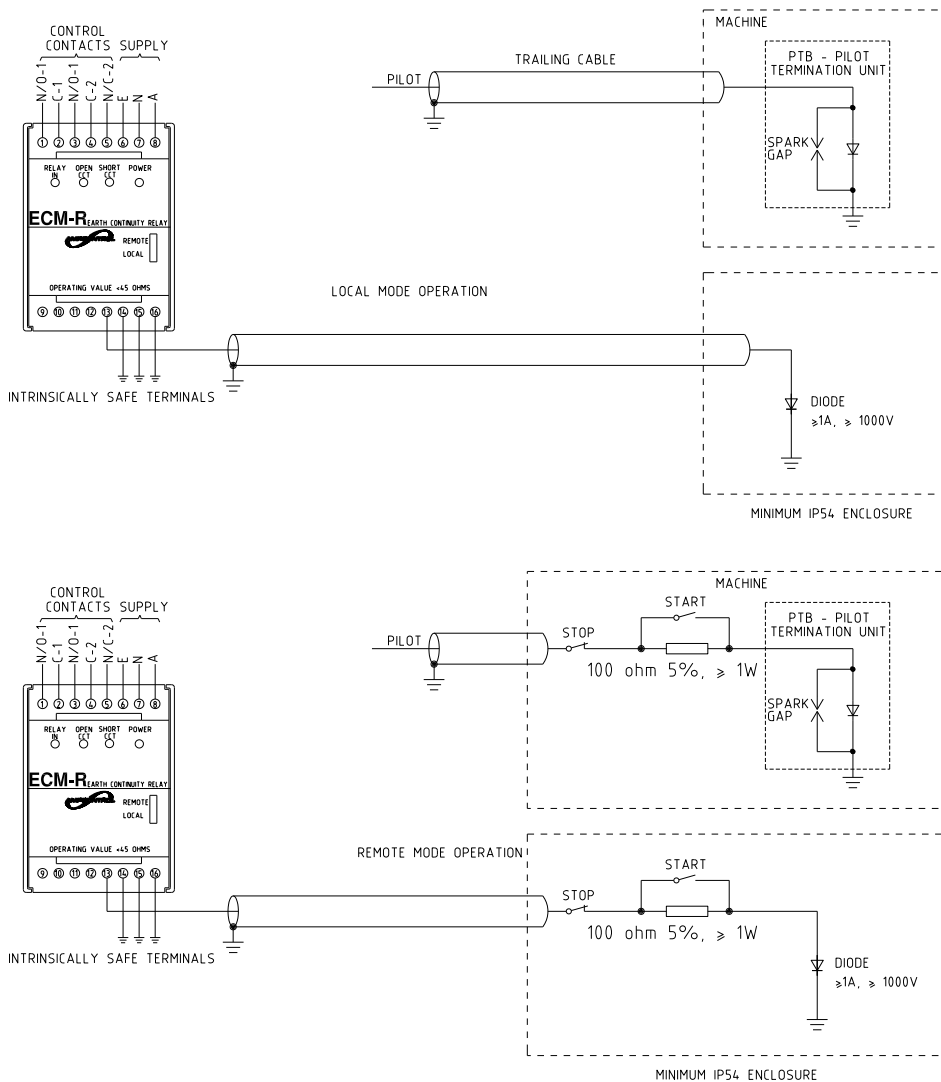 MACHINE
CONTROL
CONTACTS SUPPLY
N/O-1
C-1
N/O-1
C-2
N/C-2
E
N
A
TRAILING CABLE
PILOT
PTB - PILOT
TERMINATION UNIT
SPARK
GAP
1 2 3 4 5 6 7 8
RELAY IN
OPEN CCT
SHORT CCT
POWER
ECM-R EARTH CONTINUITY RELAY
REMOTE
LOCAL
OPERATING VALUE <45 OHMS
9 10 11 12 13 14 15 16
LOCAL MODE OPERATION
INTRINSICALLY SAFE TERMINALS
DIODE
⩾1A, ⩾ 1000V
MINIMUM IP54 ENCLOSURE
MACHINE
CONTROL
CONTACTS SUPPLY
N/O-1
C-1
N/O-1
C-2
N/C-2
E
N
A
PILOT
STOP
START
100 ohm 5%, ⩾ 1W
PTB - PILOT
TERMINATION UNIT
SPARK
GAP
1 2 3 4 5 6 7 8
RELAY IN
OPEN CCT
SHORT CCT
POWER
ECM-R EARTH CONTINUITY RELAY
REMOTE
LOCAL
OPERATING VALUE <45 OHMS
9 10 11 12 13 14 15 16
REMOTE MODE OPERATION
STOP
START
100 ohm 5%, ⩾ 1W
INTRINSICALLY SAFE TERMINALS
DIODE
⩾1A, ⩾ 1000V
MINIMUM IP54 ENCLOSURE